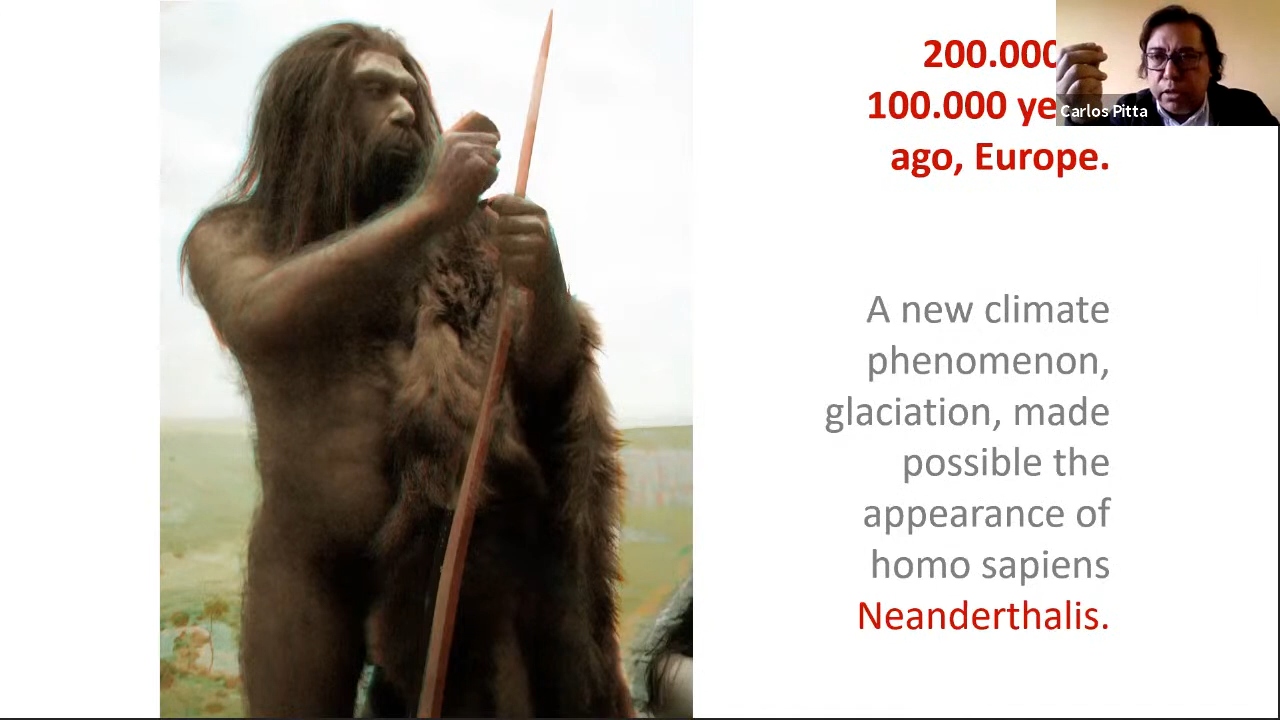 200.000
100.000 ye
ago, Europe.
Carlos Pitta
A new climate
phenomenon,
glaciation, made
possible the
appearance of
homo sapiens
Neanderthalis.